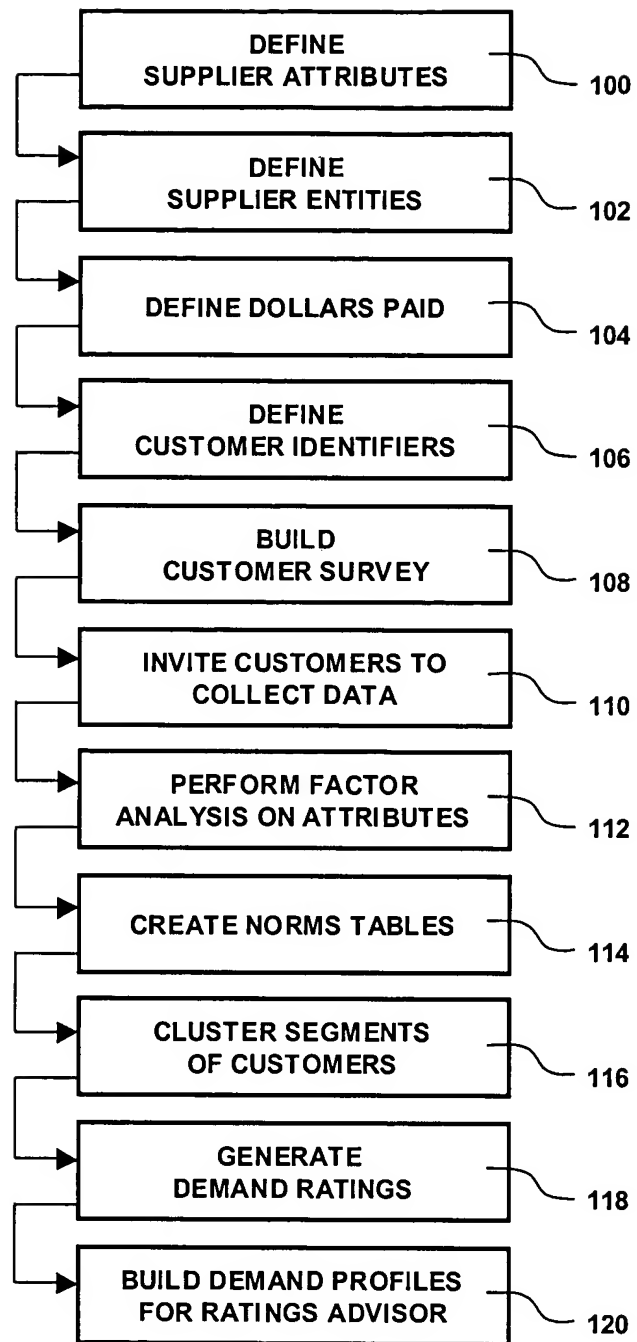 DEFINE
SUPPLIER ATTRIBUTES
100
DEFINE
SUPPLIER ENTITIES
102
DEFINE DOLLARS PAID
104
DEFINE
CUSTOMER IDENTIFIERS
106
BUILD
CUSTOMER SURVEY
108
INVITE CUSTOMERS TO
COLLECT DATA
110
PERFORM FACTOR
ANALYSIS ON ATTRIBUTES
112
CREATE NORMS TABLES
114
CLUSTER SEGMENTS
OF CUSTOMERS
116
GENERATE
DEMAND RATINGS
118
BUILD DEMAND PROFILES
FOR RATINGS ADVISOR
120